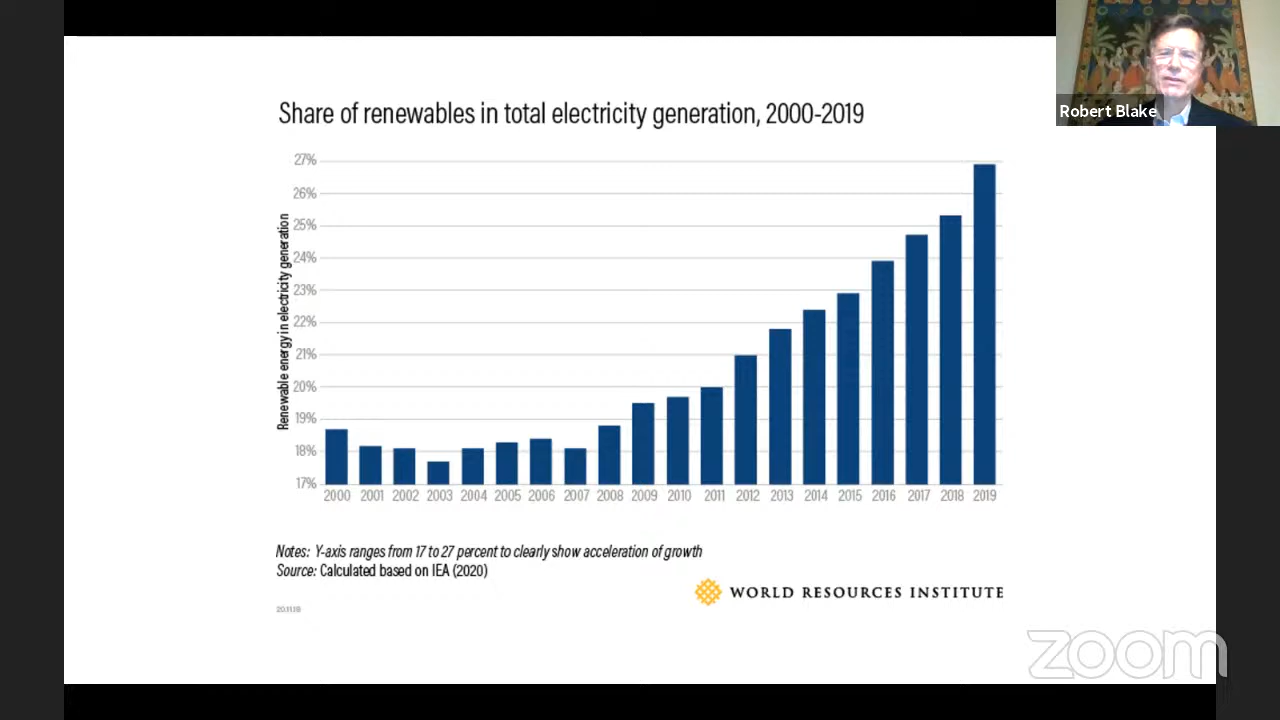 Robert Blake
Share of renewables in total electricity generation, 2000-2019
Renewable energy in electricity generation
27%
26%
25%
24%
23%
22%
21%
20%
19%
18%
17%
2000 2001 2002 2003 2004 2005 2006 2007 2008 2009 2010 2011 2012 2013 2014 2015 2016 2017 2018 2019
Notes: Y-axis ranges from 17 to 27 percent to clearly show acceleration of growth
Source: Calculated based on IEA (2020)
WORLD RESOURCES INSTITUTE
20.11.19
zoom